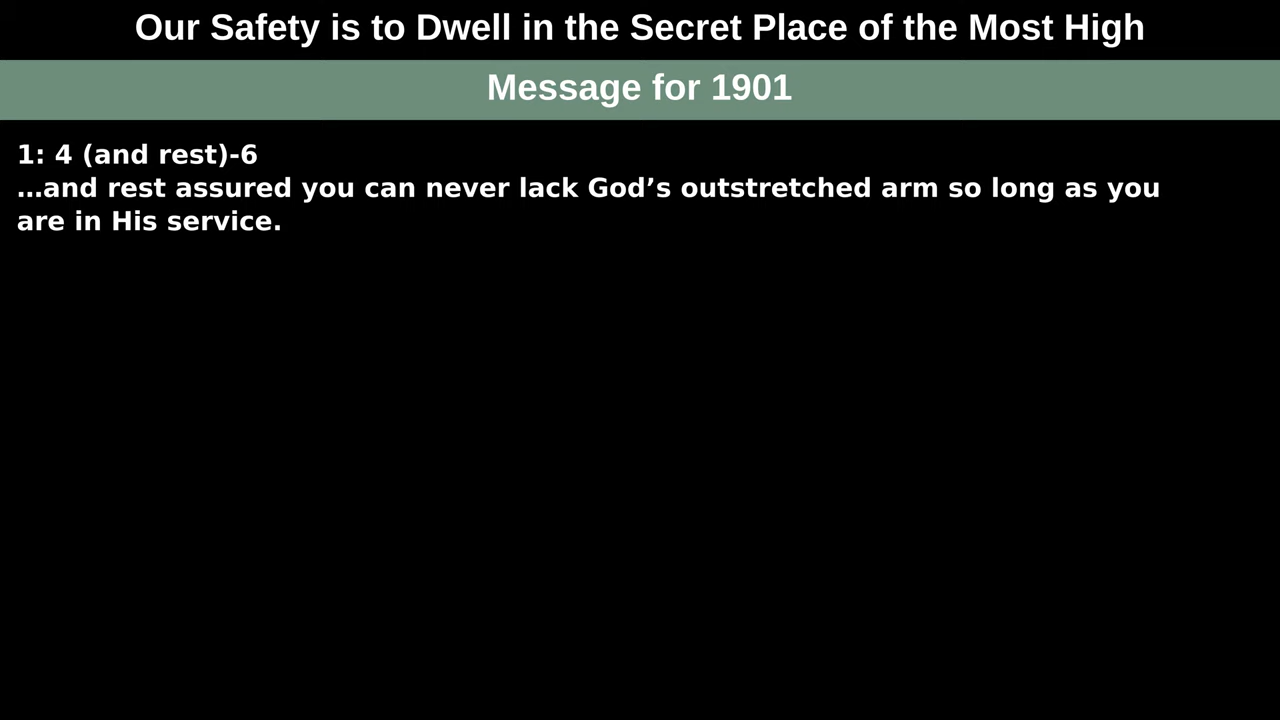 Our Safety is to Dwell in the Secret Place of the Most High
Message for 1901
1: 4 (and rest)-6
…and rest assured you can never lack God’s outstretched arm so long as you
are in His service.